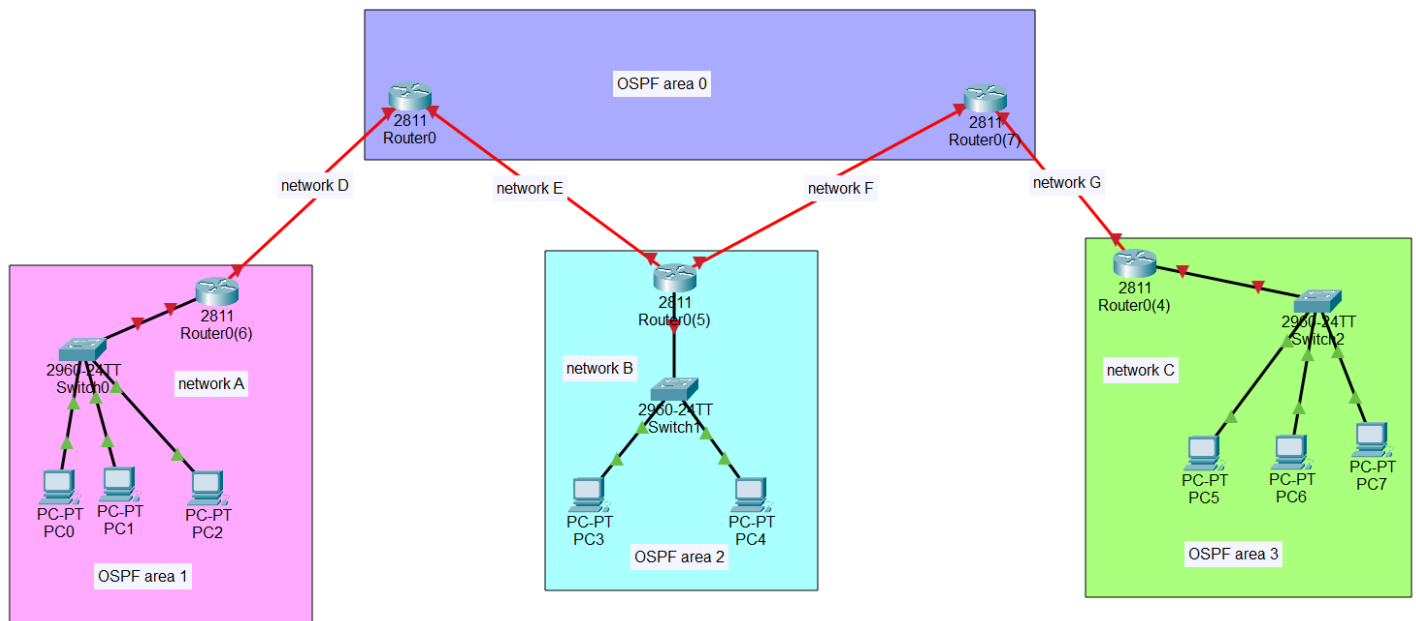 OSPF area 0
2811
Router0
2811
Router0(7)
network D
network E
network F
network G
2811
Router0(6)
2960-24TT
Switch0
network A
PC-PT
PC0
PC-PT
PC1
PC-PT
PC2
OSPF area 1
2811
Router0(5)
network B
2960-24TT
Switch1
PC-PT
PC3
PC-PT
PC4
OSPF area 2
2811
Router0(4)
2960-24TT
Switch2
network C
PC-PT
PC5
PC-PT
PC6
PC-PT
PC7
OSPF area 3